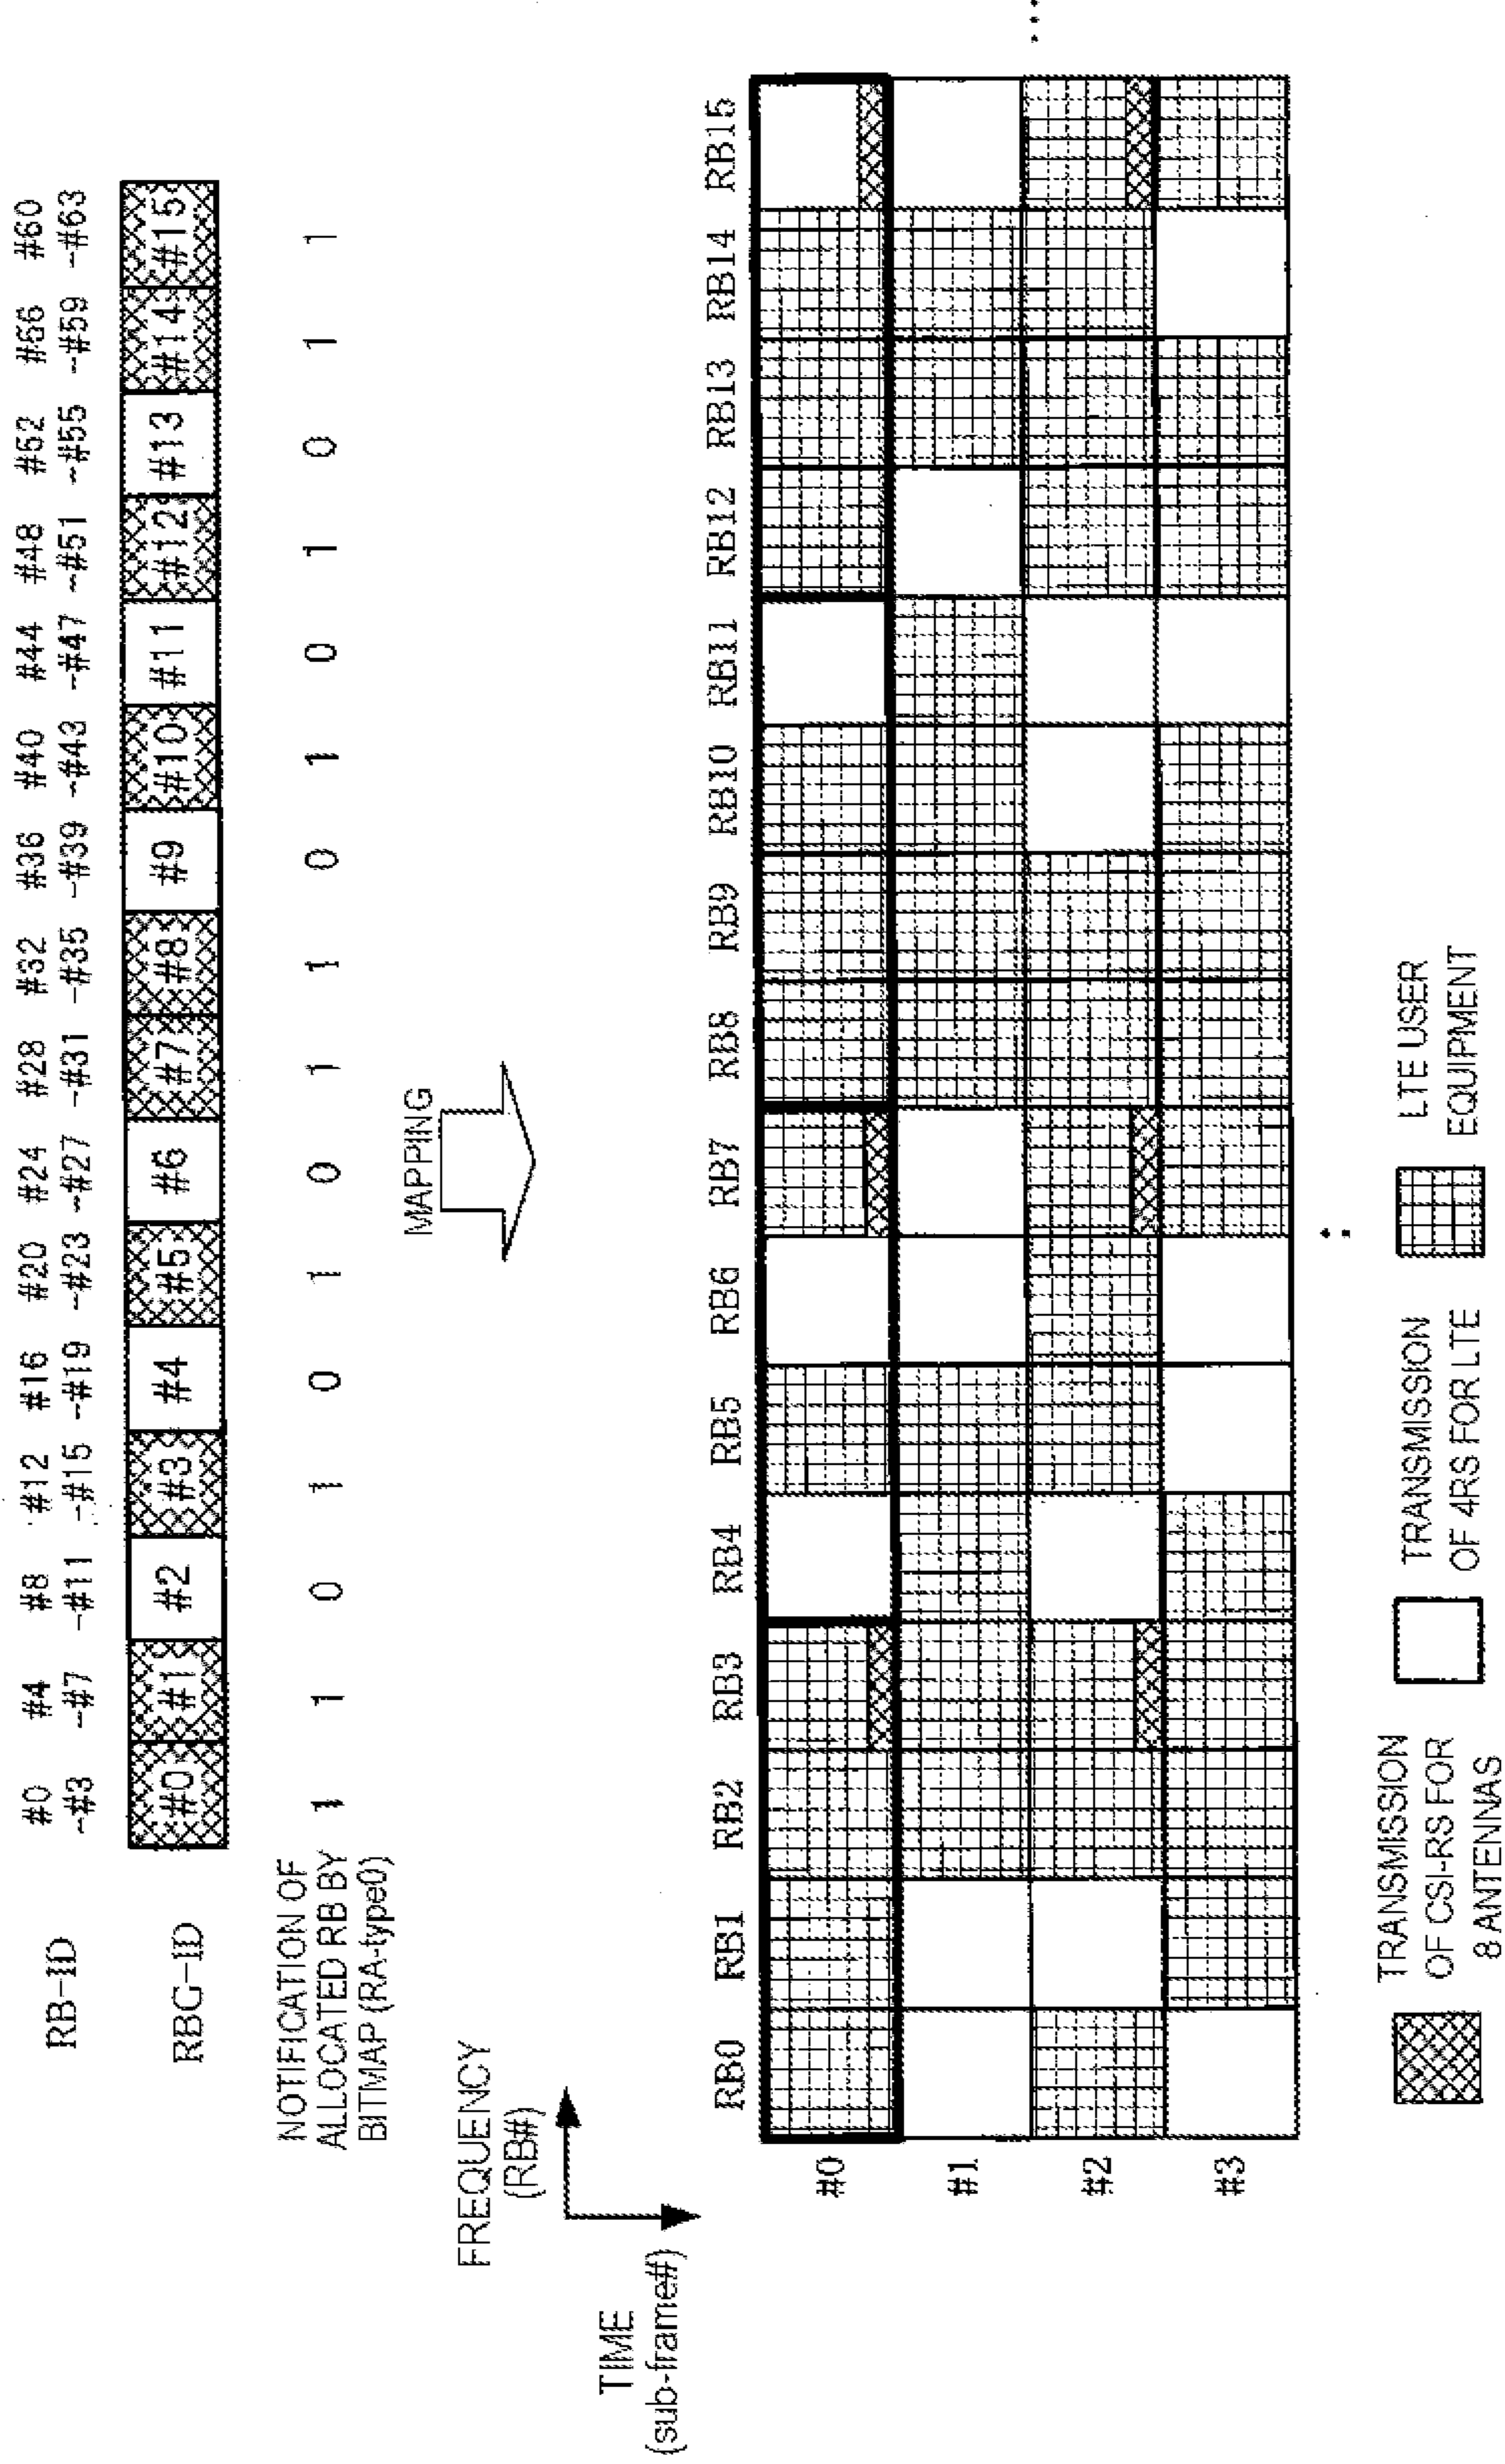 #0 #4 #8 #12 #16 #20 #24 #28 #32 #36 #40 #44 #48 #52 #56 #60
RB-ID ~#3 ~#7 ~#11 ~#15 ~#19 ~#23 ~#27 ~#31 ~#35 ~#39 ~#43 ~#47 ~#51 ~#55 ~#59 ~#63
RBG-ID #0 #1 #2 #3 #4 #5 #6 #7 #8 #9 #10 #11 #12 #13 #14 #15
NOTIFICATION OF
ALLOCATED RB BY
BITMAP (RA-type0)
1 1 0 1 0 1 0 1 1 0 1 0 1 0 1 1
MAPPING
FREQUENCY
(RB#)
TIME
(sub-frame#)
RB0 RB1 RB2 RB3 RB4 RB5 RB6 RB7 RB8 RB9 RB10 RB11 RB12 RB13 RB14 RB15
#0
#1
#2
#3
TRANSMISSION
OF CSI-RS FOR
8 ANTENNAS
TRANSMISSION
OF 4RS FOR LTE
LTE USER
EQUIPMENT